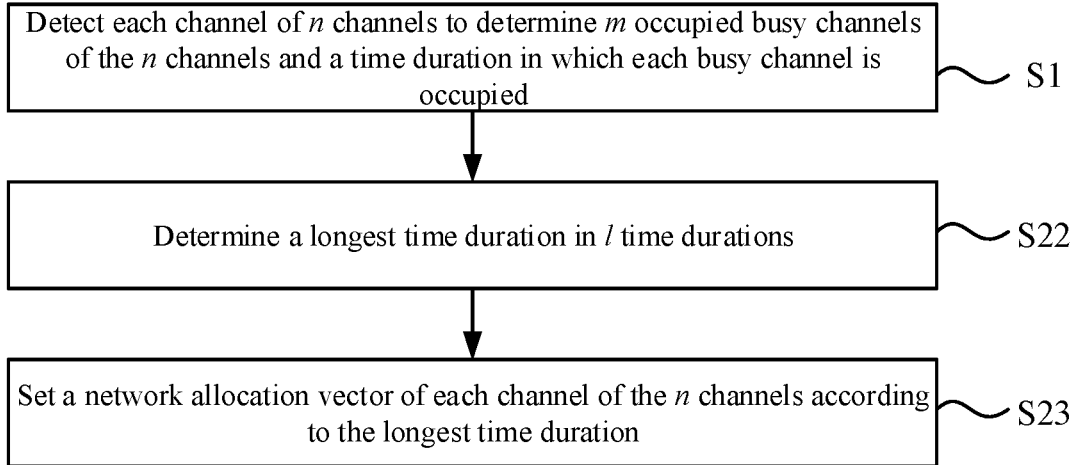 Detect each channel of n channels to determine m occupied busy channels
of the n channels and a time duration in which each busy channel is
occupied
S1
Determine a longest time duration in l time durations
S22
Set a network allocation vector of each channel of the n channels according
to the longest time duration
S23